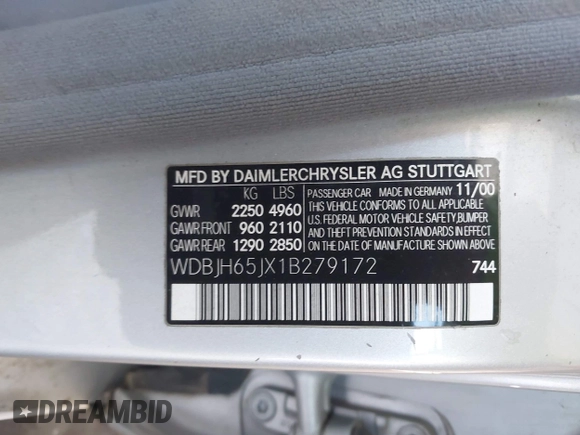 MFD BY DAIMLERCHRYSLER AG STUTTGART
KG LBS
GVWR 2250 4960
GAWR FRONT 960 2110
GAWR REAR 1290 2850
PASSENGER CAR MADE IN GERMANY 11/00
THIS VEHICLE CONFORMS TO ALL APPLICABLE
U.S. FEDERAL MOTOR VEHICLE SAFETY, BUMPER
AND THEFT PREVENTION STANDARDS IN EFFECT
ON THE DATE OF MANUFACTURE SHOWN ABOVE.
WDBJH65JX1B279172
744
DREAMBID